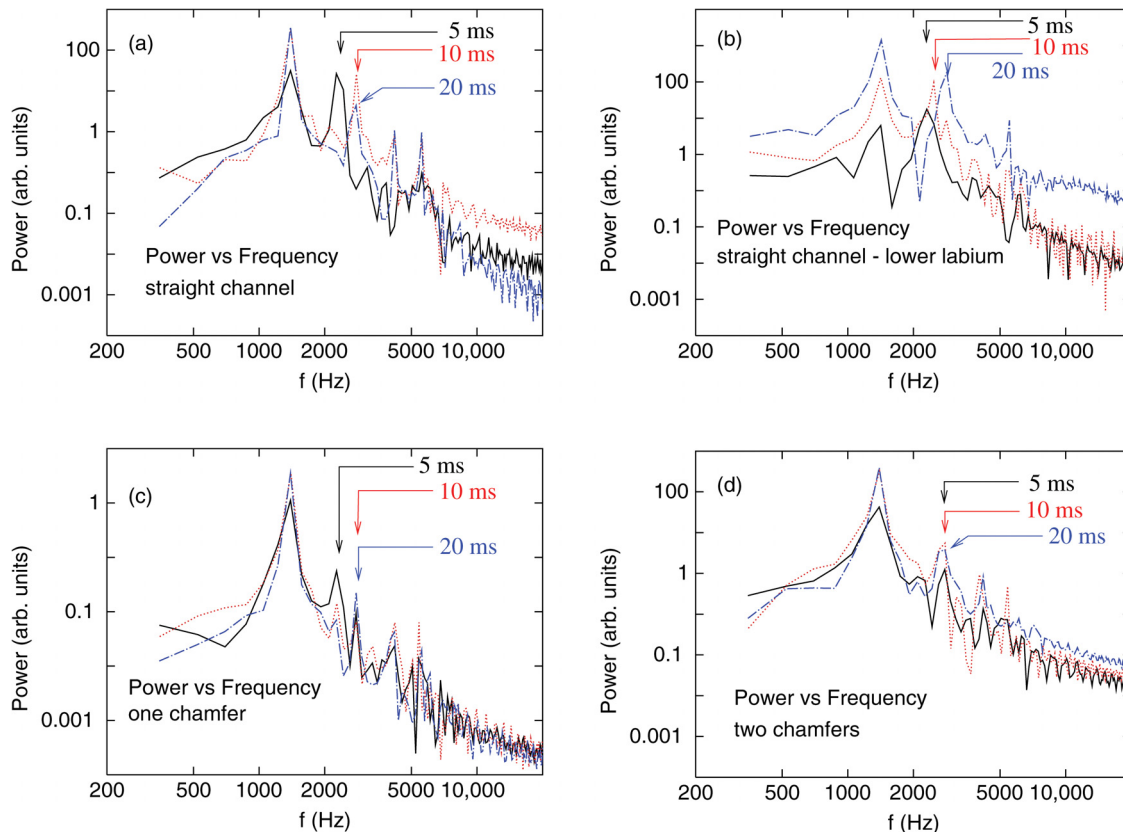 (a)
5 ms
10 ms
20 ms
100
1
0.1
0.001
Power (arb. units)
Power vs Frequency
straight channel
200 500 1000 2000 5000 10,000
f (Hz)
(b)
5 ms
10 ms
20 ms
100
1
0.1
0.001
Power (arb. units)
Power vs Frequency
straight channel - lower labium
200 500 1000 2000 5000 10,000
f (Hz)
(c)
5 ms
10 ms
20 ms
1
0.1
0.001
Power (arb. units)
Power vs Frequency
one chamfer
200 500 1000 2000 5000 10,000
f (Hz)
(d)
5 ms
10 ms
20 ms
100
1
0.1
0.001
Power (arb. units)
Power vs Frequency
two chamfers
200 500 1000 2000 5000 10,000
f (Hz)